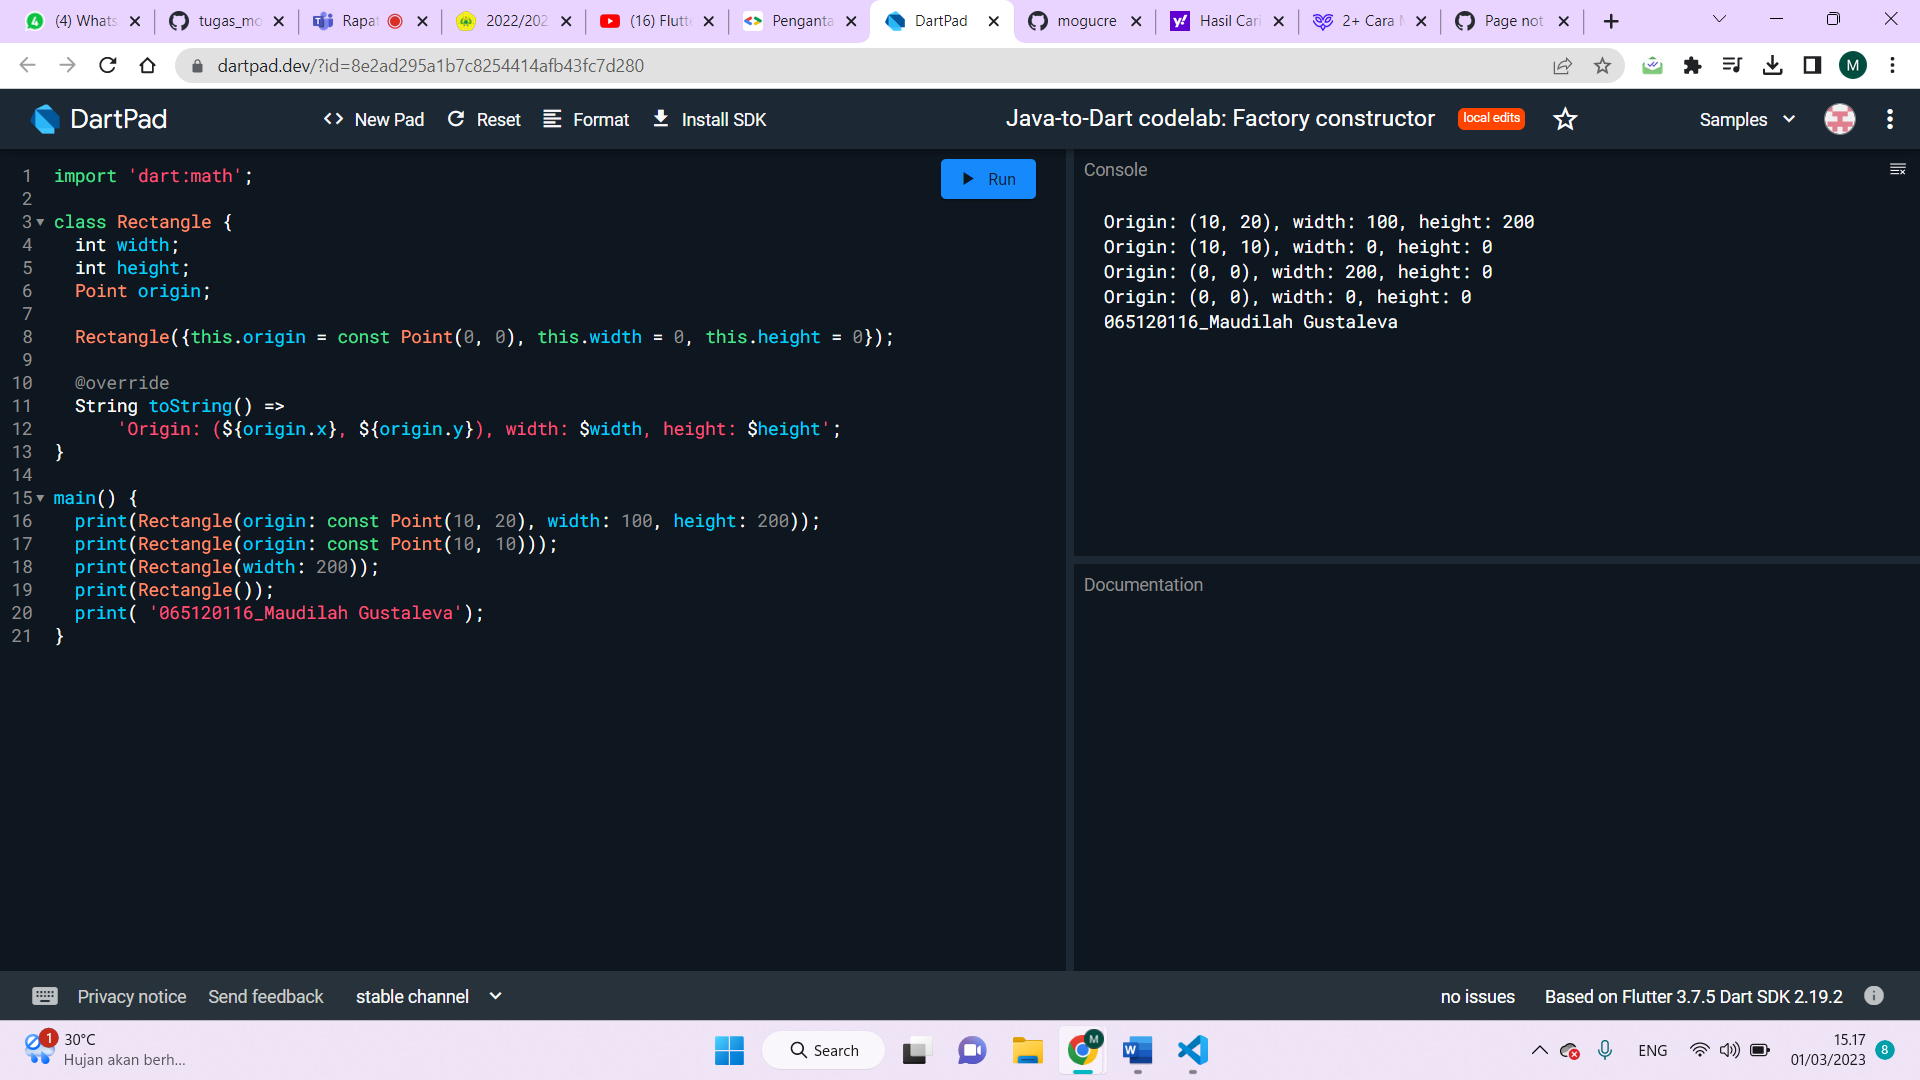 (4) Whats
tugas_mo
Rapat
2022/202
(16) Flutte
Penganta
DartPad
mogucre
Hasil Cari
2+ Cara M
Page not
dartpad.dev/?id=8e2ad295a1b7c8254414afb43fc7d280
M
DartPad
<> New Pad
Reset
Format
Install SDK
Java-to-Dart codelab: Factory constructor
local edits
Samples
1 import 'dart:math';
2
3 class Rectangle {
4   int width;
5   int height;
6   Point origin;
7
8   Rectangle({this.origin = const Point(0, 0), this.width = 0, this.height = 0});
9
10   @override
11   String toString() =>
12       'Origin: (${origin.x}, ${origin.y}), width: $width, height: $height';
13 }
14
15 main() {
16   print(Rectangle(origin: const Point(10, 20), width: 100, height: 200));
17   print(Rectangle(origin: const Point(10, 10)));
18   print(Rectangle(width: 200));
19   print(Rectangle());
20   print( '065120116_Maudilah Gustaleva');
21 }
Run
Console
Origin: (10, 20), width: 100, height: 200
Origin: (10, 10), width: 0, height: 0
Origin: (0, 0), width: 200, height: 0
Origin: (0, 0), width: 0, height: 0
065120116_Maudilah Gustaleva
Documentation
Privacy notice
Send feedback
stable channel
no issues
Based on Flutter 3.7.5 Dart SDK 2.19.2
1
30°C
Hujan akan berh...
Search
M
ENG
15.17
01/03/2023
8